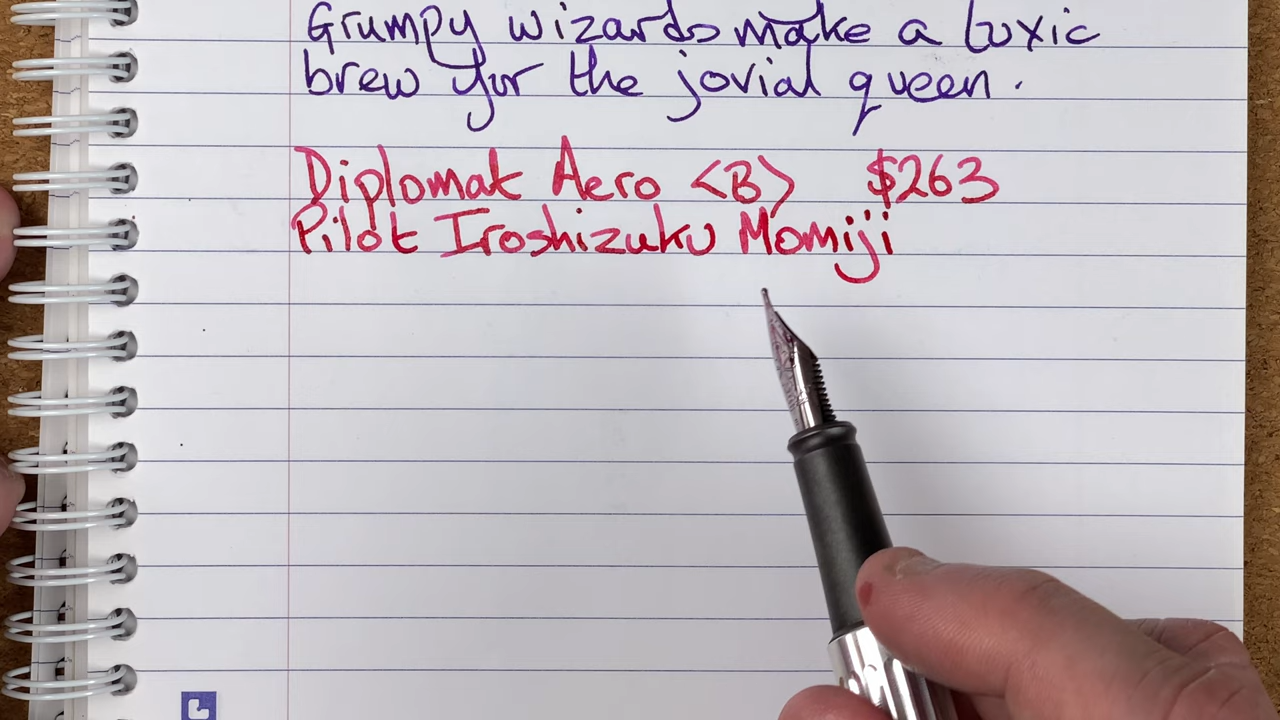 Grumpy wizards make a toxic
brew for the jovial queen.
Diplomat Aero <B> $263
Pilot Iroshizuku Momiji